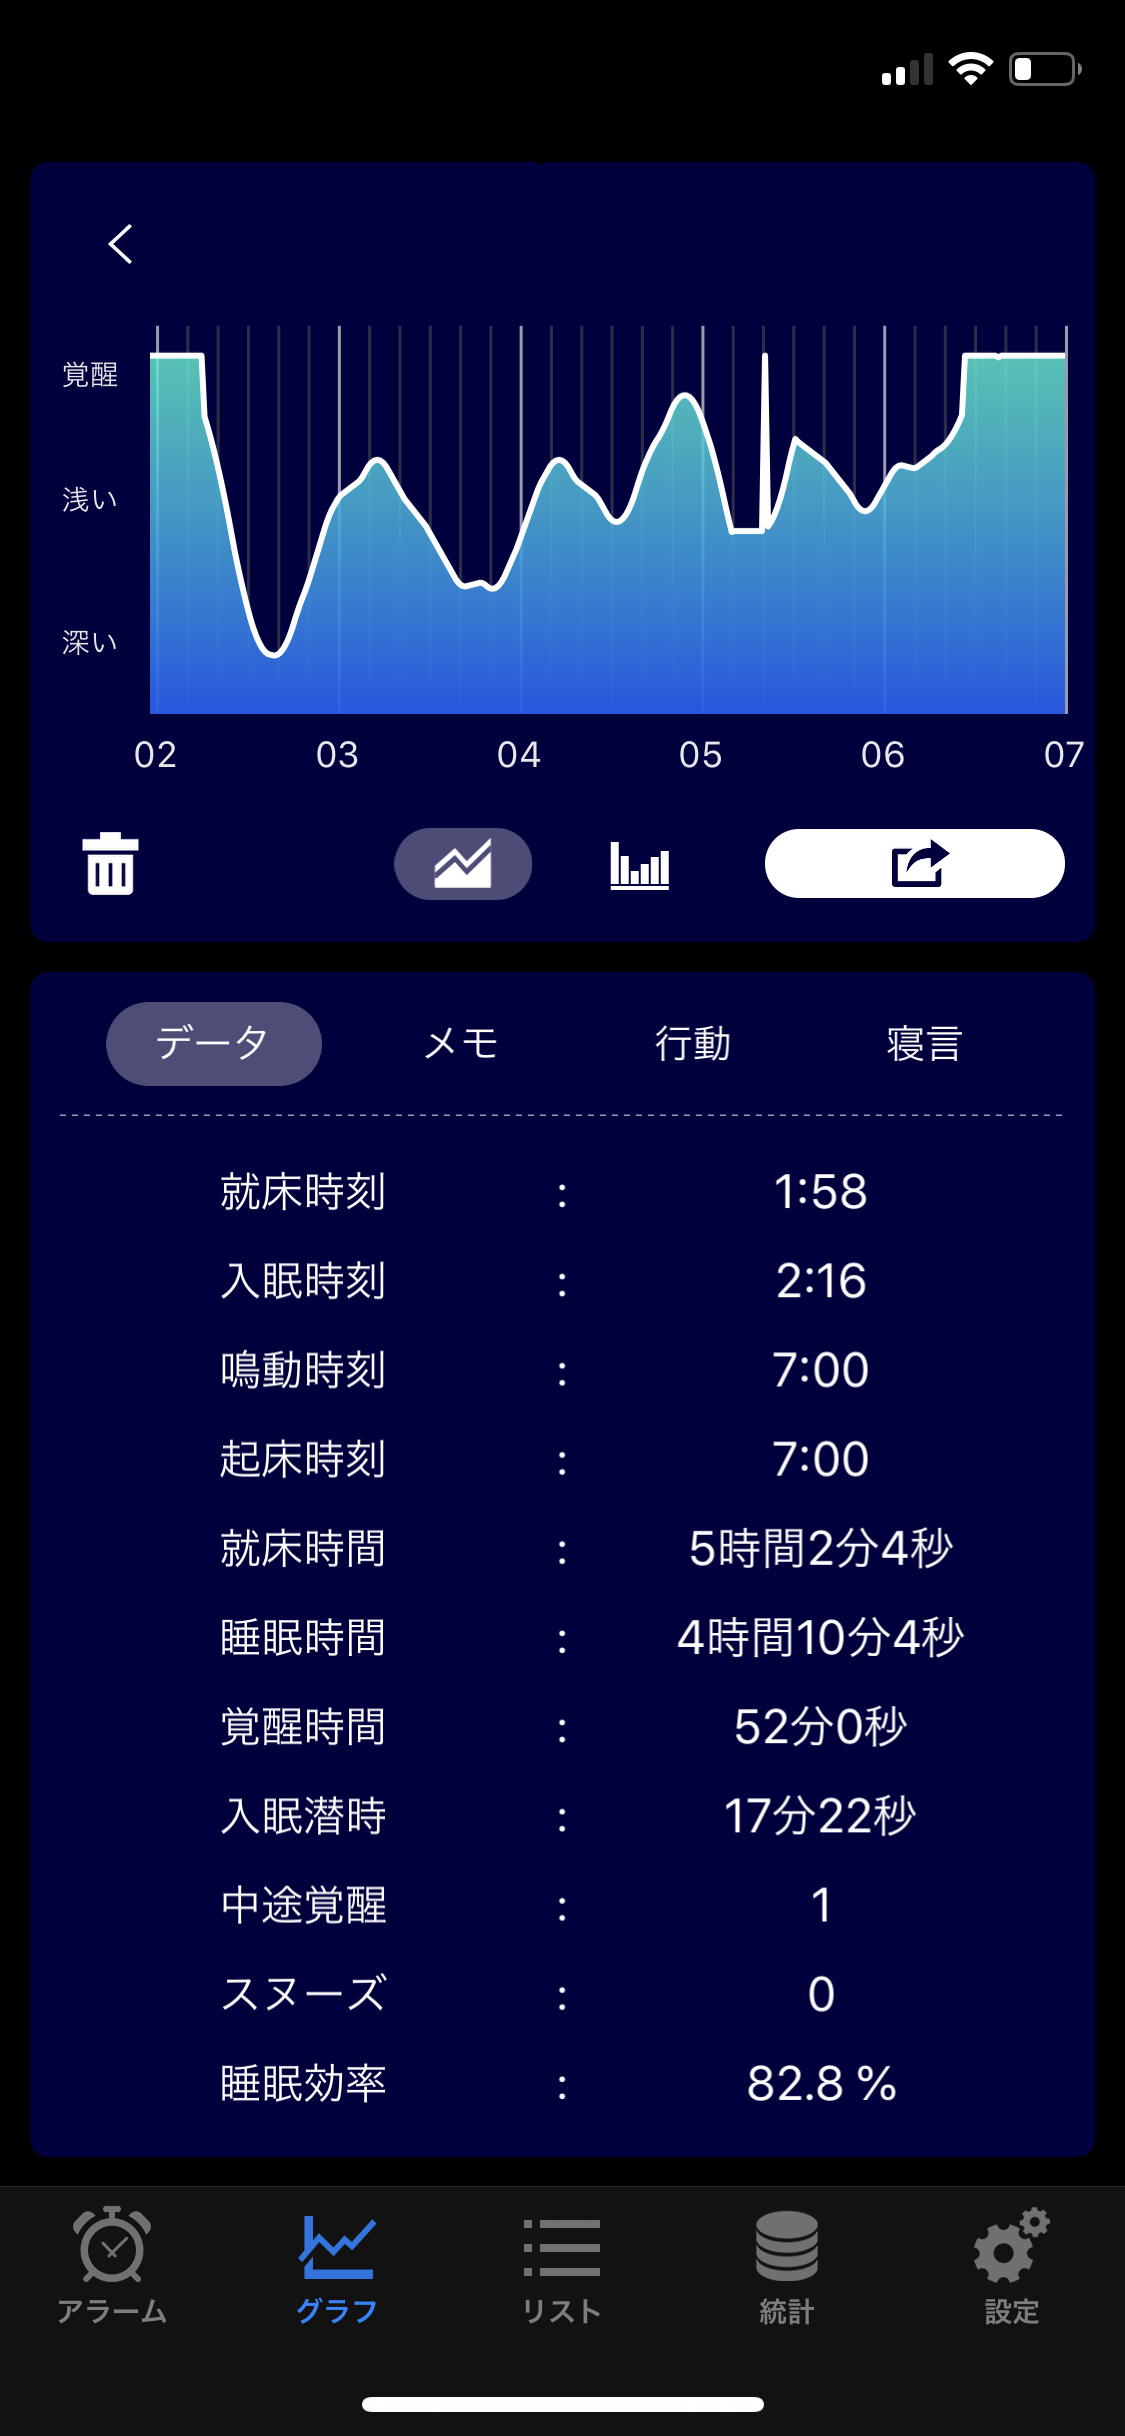 覚醒
浅い
深い
02 03 04 05 06 07
データ メモ 行動 寝言
就床時刻 : 1:58
入眠時刻 : 2:16
鳴動時刻 : 7:00
起床時刻 : 7:00
就床時間 : 5時間2分4秒
睡眠時間 : 4時間10分4秒
覚醒時間 : 52分0秒
入眠潜時 : 17分22秒
中途覚醒 : 1
スヌーズ : 0
睡眠効率 : 82.8 %
アラーム グラフ リスト 統計 設定